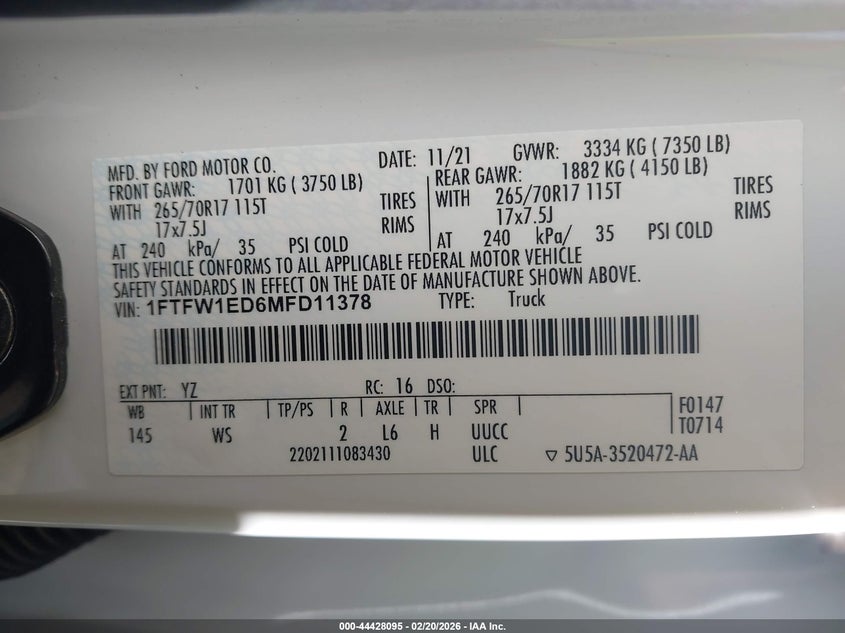 MFD. BY FORD MOTOR CO. DATE: 11/21 GVWR: 3334 KG ( 7350 LB)
FRONT GAWR: 1701 KG ( 3750 LB) REAR GAWR: 1882 KG ( 4150 LB)
WITH 265/70R17 115T TIRES WITH 265/70R17 115T TIRES
17x7.5J RIMS 17x7.5J RIMS
AT 240 kPa/ 35 PSI COLD AT 240 kPa/ 35 PSI COLD
THIS VEHICLE CONFORMS TO ALL APPLICABLE FEDERAL MOTOR VEHICLE
SAFETY STANDARDS IN EFFECT ON THE DATE OF MANUFACTURE SHOWN ABOVE.
VIN: 1FTFW1ED6MFD11378 TYPE: Truck
EXT PNT: YZ RC: 16 DSO:
WB INT TR TP/PS R AXLE TR SPR F0147
145 WS 2 L6 H UUCC T0714
2202111083430 ULC ▽ 5U5A-3520472-AA
000-44428095 - 02/20/2026 - IAA Inc.